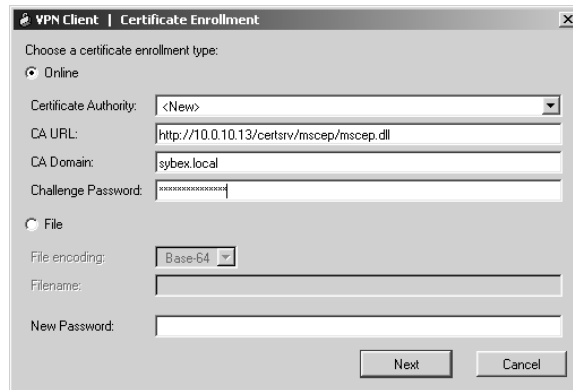 VPN Client | Certificate Enrollment
Choose a certificate enrollment type:
Online
Certificate Authority: <New>
CA URL: http://10.0.10.13/certsrv/mscep/mscep.dll
CA Domain: sybex.local
Challenge Password: ***************
File
File encoding: Base-64
Filename:
New Password:
Next Cancel